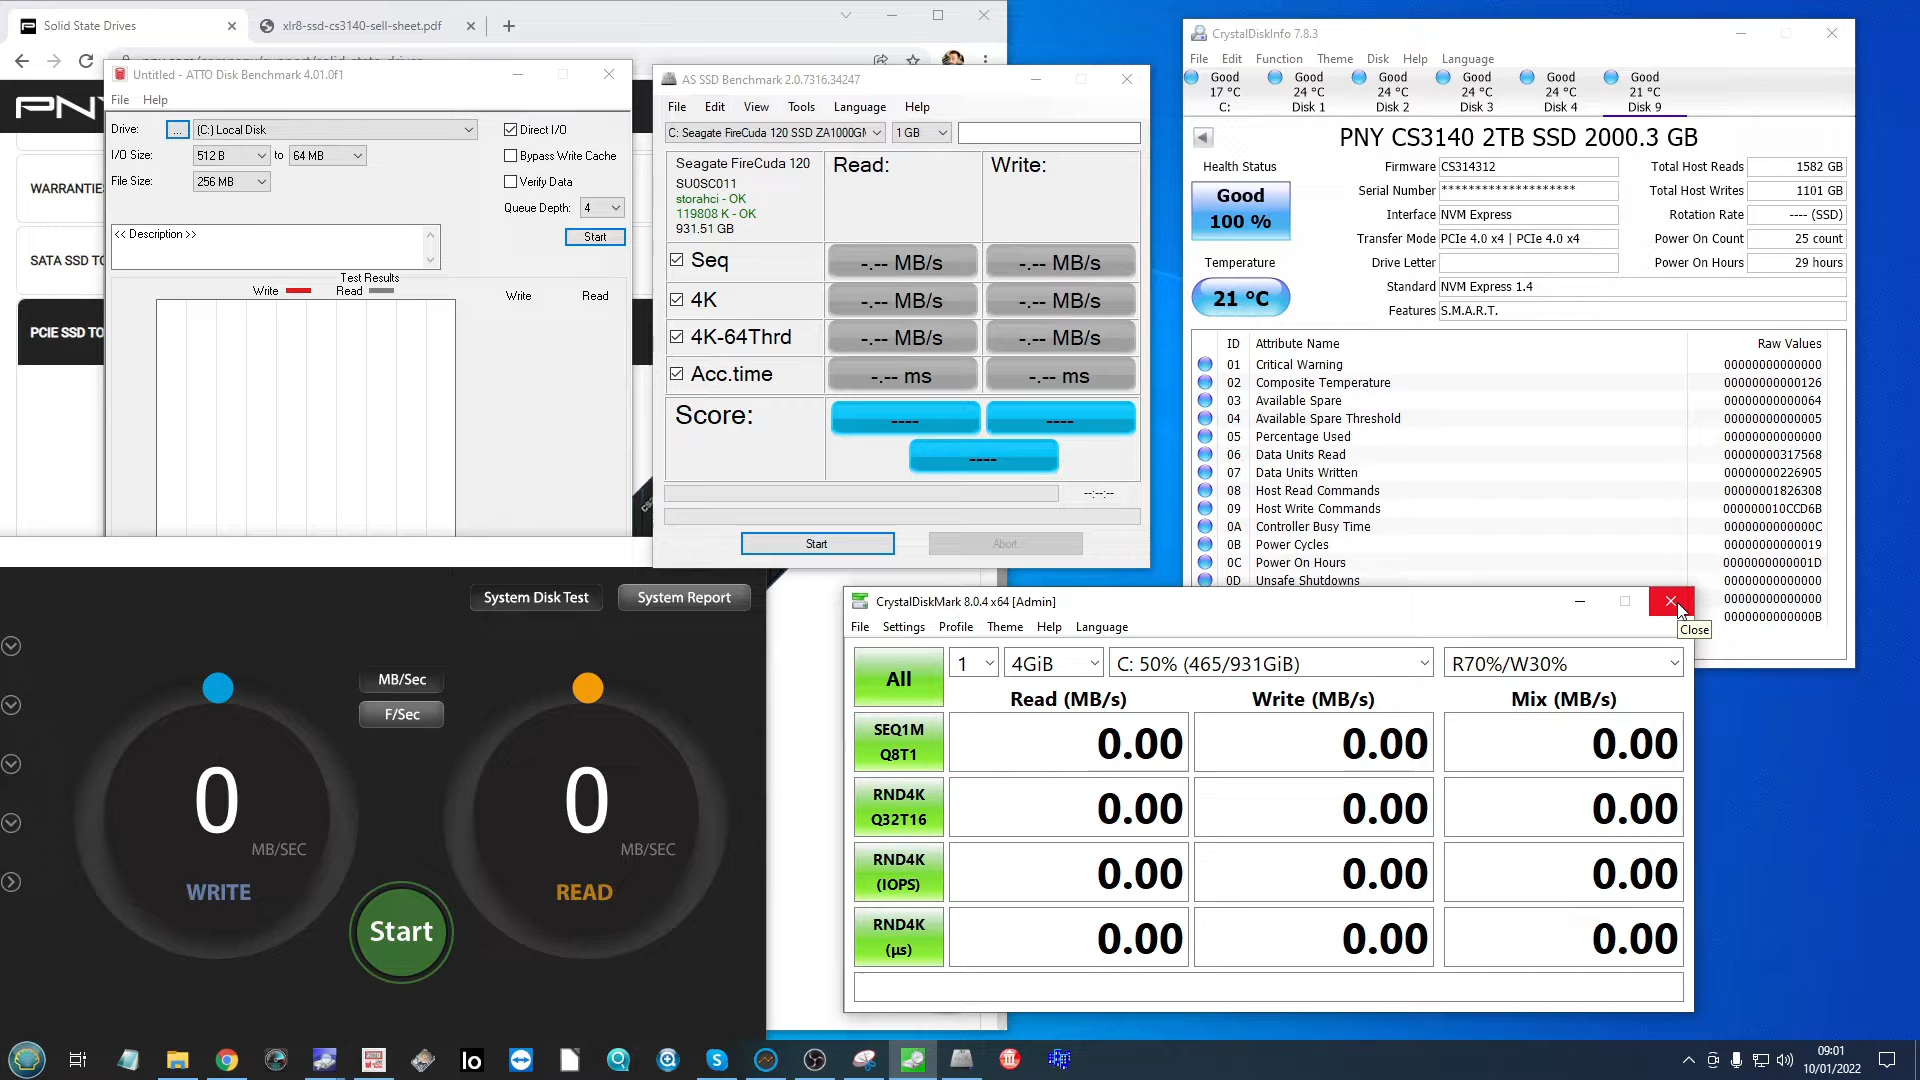 Solid State Drives
xlr8-ssd-cs3140-sell-sheet.pdf
PNY
WARRANTIE
SATA SSD TO
PCIE SSD TO
Untitled - ATTO Disk Benchmark 4.01.0f1
File Help
Drive: ... (C:) Local Disk
I/O Size: 512 B to 64 MB
File Size: 256 MB
Direct I/O
Bypass Write Cache
Verify Data
Queue Depth: 4
Start
<< Description >>
Test Results
Write Read
Write Read
AS SSD Benchmark 2.0.7316.34247
File Edit View Tools Language Help
C: Seagate FireCuda 120 SSD ZA1000GI 1 GB
Seagate FireCuda 120
SU0SC011
storahci - OK
119808 K - OK
931.51 GB
Read: Write:
Seq -.-- MB/s -.-- MB/s
4K -.-- MB/s -.-- MB/s
4K-64Thrd -.-- MB/s -.-- MB/s
Acc.time -.-- ms -.-- ms
Score: ---- ----
----
--:--:--
Start Abort
CrystalDiskInfo 7.8.3
File Edit Function Theme Disk Help Language
Good Good Good Good Good Good
17 °C 24 °C 24 °C 24 °C 24 °C 21 °C
C: Disk 1 Disk 2 Disk 3 Disk 4 Disk 9
PNY CS3140 2TB SSD 2000.3 GB
Health Status
Good
100 %
Temperature
21 °C
Firmware CS314312
Serial Number ********************
Interface NVM Express
Transfer Mode PCIe 4.0 x4 | PCIe 4.0 x4
Drive Letter
Standard NVM Express 1.4
Features S.M.A.R.T.
Total Host Reads 1582 GB
Total Host Writes 1101 GB
Rotation Rate ---- (SSD)
Power On Count 25 count
Power On Hours 29 hours
ID Attribute Name Raw Values
01 Critical Warning 00000000000000
02 Composite Temperature 00000000000126
03 Available Spare 00000000000064
04 Available Spare Threshold 00000000000005
05 Percentage Used 00000000000000
06 Data Units Read 00000000317568
07 Data Units Written 00000000226905
08 Host Read Commands 00000001826308
09 Host Write Commands 000000010CCD6B
0A Controller Busy Time 0000000000000C
0B Power Cycles 00000000000019
0C Power On Hours 0000000000001D
0D Unsafe Shutdowns 00000000000000
00000000000000
0000000000000B
System Disk Test System Report
MB/Sec
F/Sec
0
MB/SEC
WRITE
0
MB/SEC
READ
Start
CrystalDiskMark 8.0.4 x64 [Admin]
Close
File Settings Profile Theme Help Language
All 1 4GiB C: 50% (465/931GiB) R70%/W30%
Read (MB/s) Write (MB/s) Mix (MB/s)
SEQ1M
Q8T1
0.00 0.00 0.00
RND4K
Q32T16
0.00 0.00 0.00
RND4K
(IOPS)
0.00 0.00 0.00
RND4K
(µs)
0.00 0.00 0.00
Io
09:01
10/01/2022